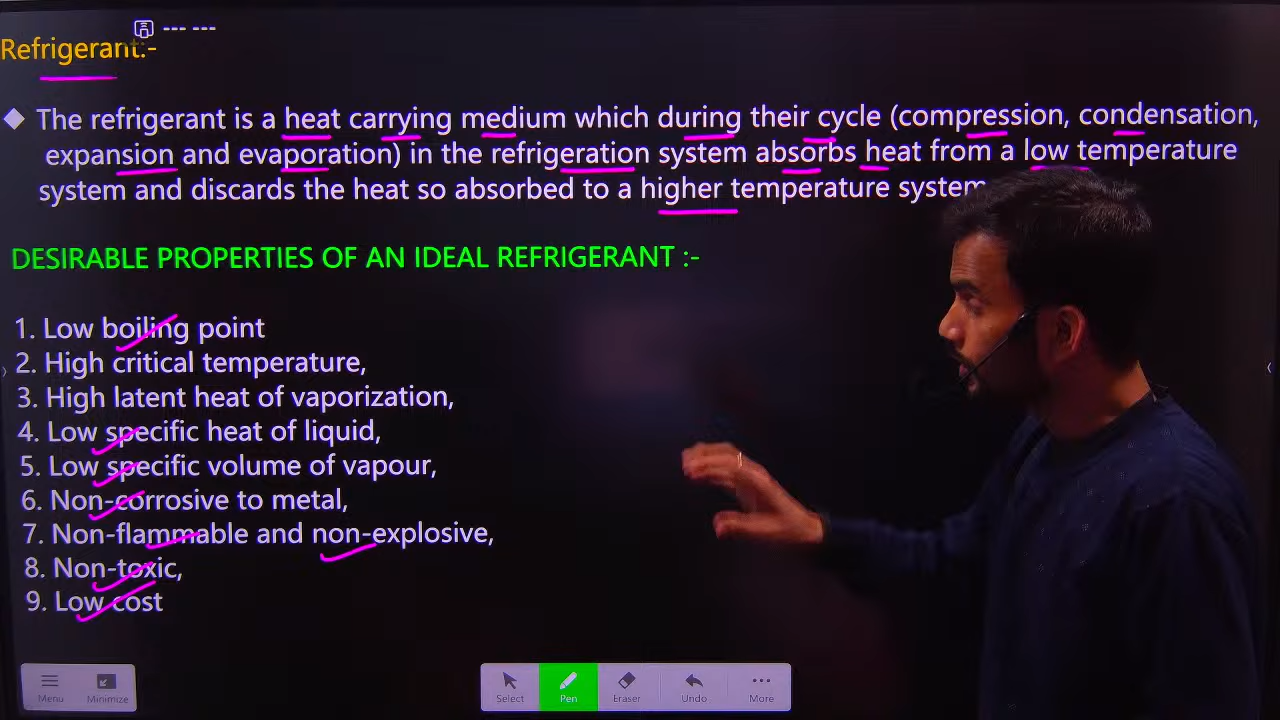 Refrigerant:-
--- ---
◆ The refrigerant is a heat carrying medium which during their cycle (compression, condensation,
expansion and evaporation) in the refrigeration system absorbs heat from a low temperature
system and discards the heat so absorbed to a higher temperature system
DESIRABLE PROPERTIES OF AN IDEAL REFRIGERANT :-
1. Low boiling point
2. High critical temperature,
3. High latent heat of vaporization,
4. Low specific heat of liquid,
5. Low specific volume of vapour,
6. Non-corrosive to metal,
7. Non-flammable and non-explosive,
8. Non-toxic,
9. Low cost
Menu Minimize Select Pen Eraser Undo More